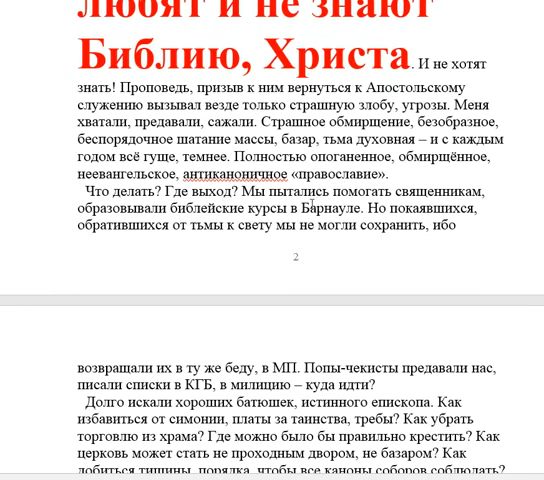 любят и не знают
Библию, Христа. И не хотят
знать! Проповедь, призыв к ним вернуться к Апостольскому
служению вызывал везде только страшную злобу, угрозы. Меня
хватали, предавали, сажали. Страшное обмирщение, безобразное,
беспорядочное шатание массы, базар, тьма духовная – и с каждым
годом всё гуще, темнее. Полностью опоганенное, обмирщённое,
неевангельское, антиканоничное «православие».
Что делать? Где выход? Мы пытались помогать священникам,
образовывали библейские курсы в Барнауле. Но покаявшихся,
обратившихся от тьмы к свету мы не могли сохранить, ибо
2
возвращали их в ту же беду, в МП. Попы-чекисты предавали нас,
писали списки в КГБ, в милицию – куда идти?
Долго искали хороших батюшек, истинного епископа. Как
избавиться от симонии, платы за таинства, требы? Как убрать
торговлю из храма? Где можно было бы правильно крестить? Как
церковь может стать не проходным двором, не базаром? Как
добиться тишины, порядка, чтобы все каноны соборов соблюдать?